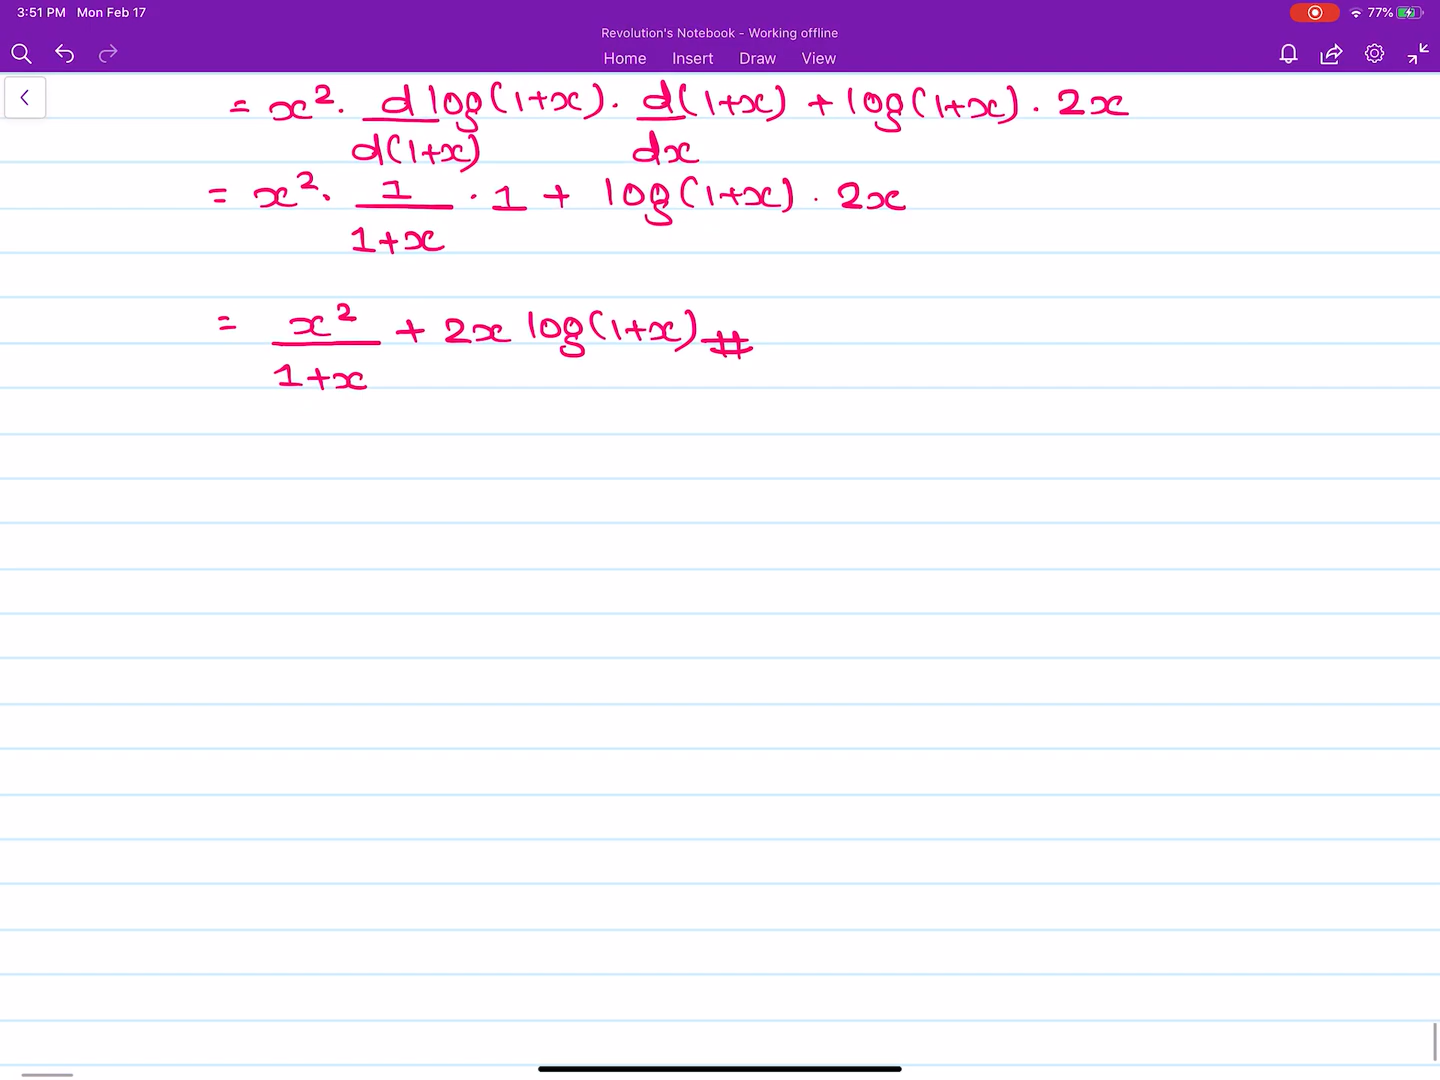 3:51 PM Mon Feb 17
77%
Revolution's Notebook - Working offline
Home Insert Draw View
= x². d log(1+x)/d(1+x) · d(1+x)/dx + log(1+x) · 2x
= x². 1/1+x · 1 + log(1+x) · 2x
= x²/1+x + 2x log(1+x) #